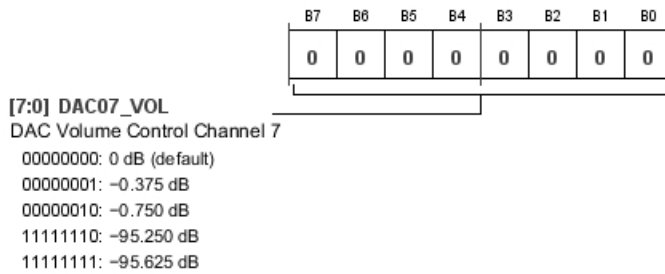 B7 B6 B5 B4 B3 B2 B1 B0
0 0 0 0 0 0 0 0
[7:0] DAC07_VOL
DAC Volume Control Channel 7
00000000: 0 dB (default)
00000001: −0.375 dB
00000010: −0.750 dB
11111110: −95.250 dB
11111111: −95.625 dB